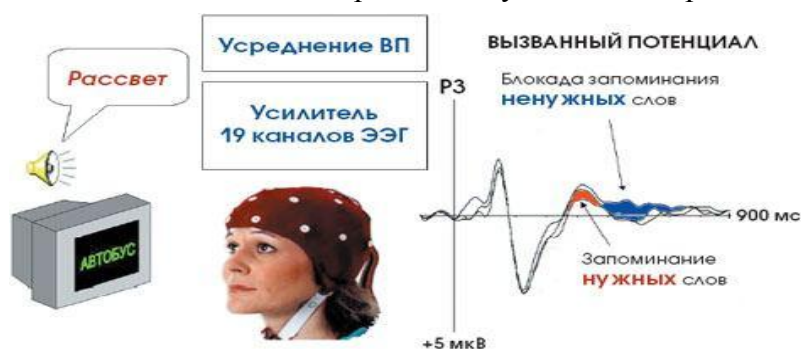 Рассвет
АВТОБУС
Усреднение ВП
Усилитель
19 каналов ЭЭГ
ВЫЗВАННЫЙ ПОТЕНЦИАЛ
P3
Блокада запоминания
ненужных слов
900 мс
Запоминание
нужных слов
+5 мкВ